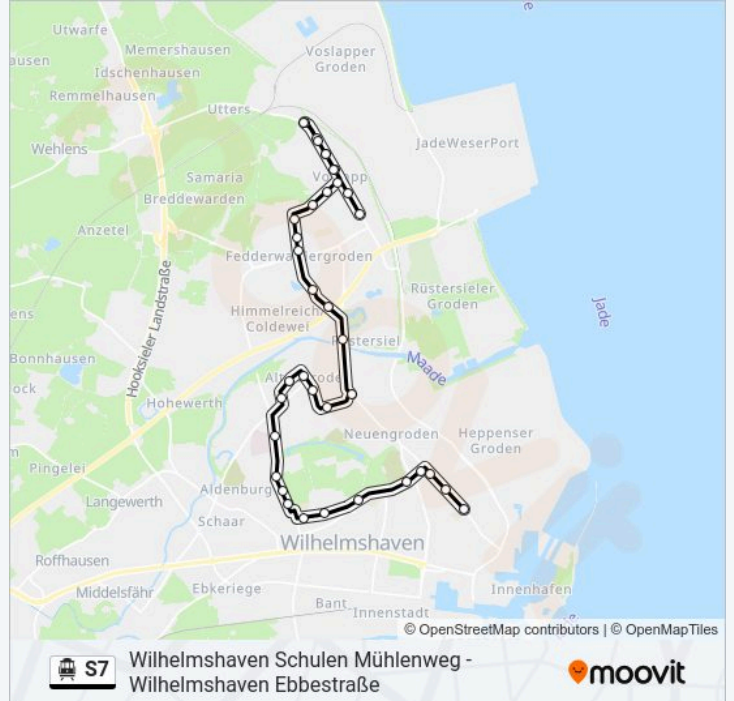 Utwarfe
Memershausen
Voslapper
Groden
Idschenhausen
Remmelhausen
Utters
Wehlens
JadeWeserPort
Samaria
Breddewarden
Anzetel
Rüstersieler
Groden
Jade
Himmelreich
Coldewei
Hooksieler Landstraße
Bonnhausen
Maade
Hohewerth
Neuengroden
Heppenser
Groden
Pingelei
Langewerth
Aldenburg
Schaar
Wilhelmshaven
Roffhausen
Middelsfähr
Ebkeriege
Bant
Innenstadt
Innenhafen
© OpenStreetMap contributors | © OpenMapTiles
S7
Wilhelmshaven Schulen Mühlenweg -
Wilhelmshaven Ebbestraße
moovit